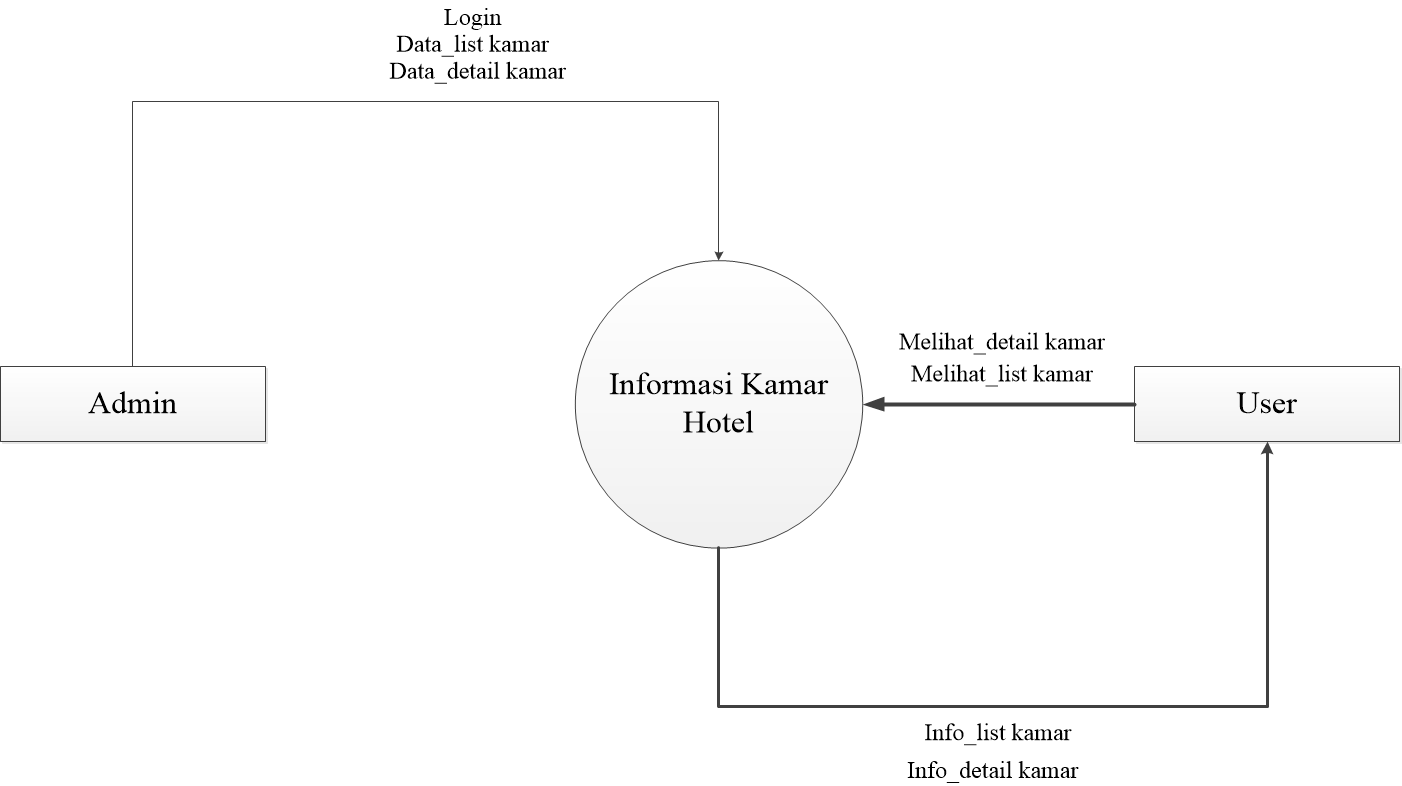 Login
Data_list kamar
Data_detail kamar
Admin
Informasi Kamar
Hotel
Melihat_detail kamar
Melihat_list kamar
User
Info_list kamar
Info_detail kamar